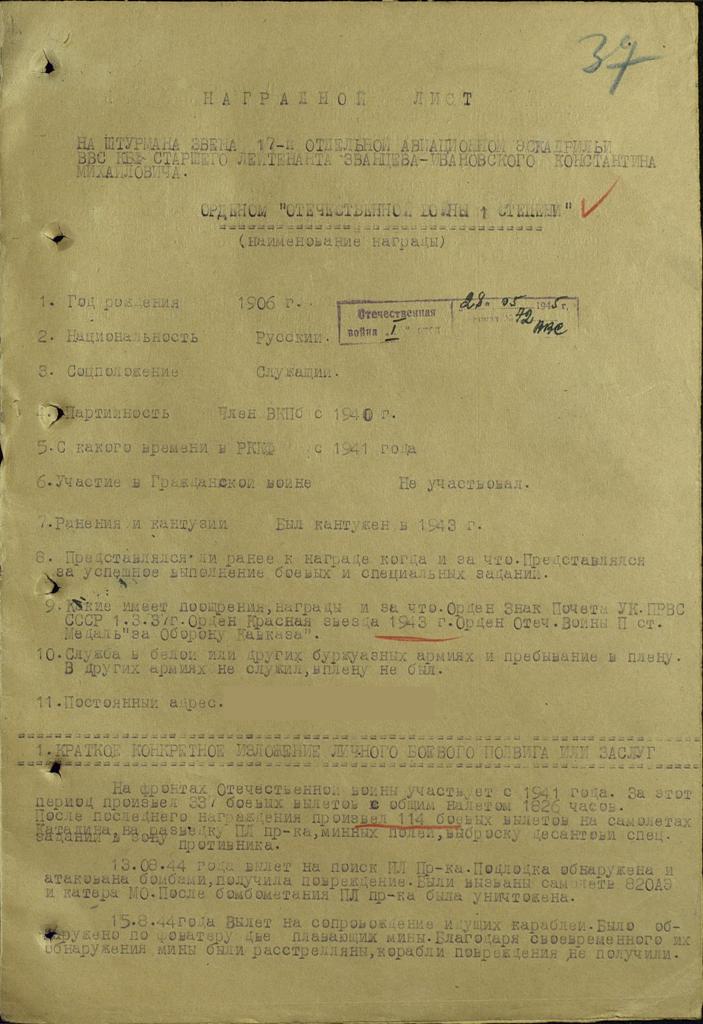 37
НАГРАДНОЙ ЛИСТ
НА ШТУРМАНА ЗВЕНА 17-й ОТДЕЛЬНОЙ АВИАЦИОННОЙ ЭСКАДРИЛЬИ
ВВС КБФ СТАРШЕГО ЛЕЙТЕНАНТА ЗВАНЦЕВА-ИВАНОВСКОГО КОНСТАНТИНА
МИХАЙЛОВИЧА.
ОРДЕНОМ "ОТЕЧЕСТВЕННОЙ ВОЙНЫ 1 СТЕПЕНИ"
(наименование награды)
1. Год рождения 1906 г.
Отечественная война „I" степ
28" 05 1945 г.
72
АВС
2. Национальность Русский.
3. Соцположение Служащий.
4. Партийность Член ВКПб с 1940 г.
5. С какого времени в РККФ с 1941 года
6. Участие в Гражданской войне Не участвовал.
7. Ранения и кантузии Был кантужен в 1943 г.
8. Представлялся ли ранее к награде когда и за что. Представлялся
за успешное выполнение боевых и специальных заданий.
9. Какие имеет поощрения, награды и за что. Орден Знак Почета УК.ПРВС
СССР 1.3.37г. Орден Красная звезда 1943 г. Орден Отеч. Войны П ст.
Медаль "за Оборону Кавказа".
10. Служба в белой или других буржуазных армиях и пребывание в плену.
В других армиях не служил, в плену не был.
11. Постоянный адрес.
1. КРАТКОЕ КОНКРЕТНОЕ ИЗЛОЖЕНИЕ ЛИЧНОГО БОЕВОГО ПОДВИГА ИЛИ ЗАСЛУГ
На фронтах Отечественной войны участвует с 1941 года. За этот
период произвел 337 боевых вылетов с общим налетом 1826 часов.
После последнего награждения произвел 114 боевых вылетов на самолетах
Каталина, на разведку ПЛ пр-ка, минных полей, выброску десантов и спец.
заданий в зону противника.
13.08.44 года вылет на поиск ПЛ Пр-ка. Подлодка обнаружена и
атакована бомбами, получила повреждение. Были вызваны самолеты 820АЭ
и катера МО. После бомбометания ПЛ пр-ка была уничтожена.
15.8.44года Вылет на сопровождение идущих караблей. Было об-
наружено по фоватеру две плавающих мины. Благодаря своевременного их
обнаружения мины были расстрелляны, корабли повреждения не получили.